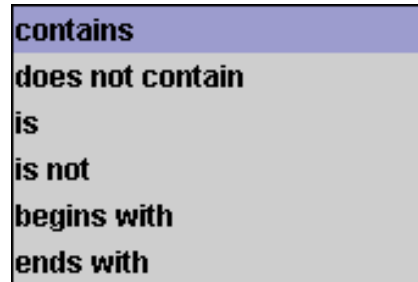 contains
does not contain
is
is not
begins with
ends with